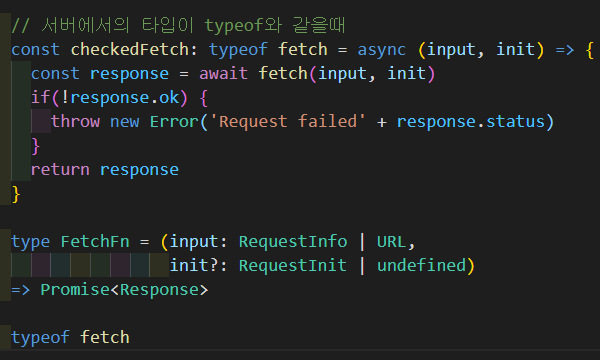 // 서버에서의 타입이 typeof와 같을때
const checkedFetch: typeof fetch = async (input, init) => {
  const response = await fetch(input, init)
  if(!response.ok) {
    throw new Error('Request failed' + response.status)
  }
  return response
}

type FetchFn = (input: RequestInfo | URL,
                init?: RequestInit | undefined)
=> Promise<Response>

typeof fetch